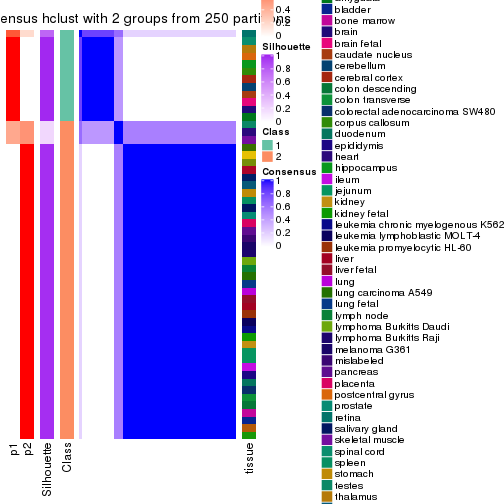 ensus hclust with 2 groups from 250 partitions
0.4
0.2
0
Silhouette
1
0.8
0.6
0.4
0.2
0
Class
1
2
Consensus
1
0.8
0.6
0.4
0.2
0
p1
p2
Silhouette
Class
tissue
bladder
bone marrow
brain
brain fetal
caudate nucleus
cerebellum
cerebral cortex
colon descending
colon transverse
colorectal adenocarcinoma SW480
corpus callosum
duodenum
epididymis
heart
hippocampus
ileum
jejunum
kidney
kidney fetal
leukemia chronic myelogenous K562
leukemia lymphoblastic MOLT-4
leukemia promyelocytic HL-60
liver
liver fetal
lung
lung carcinoma A549
lung fetal
lymph node
lymphoma Burkitts Daudi
lymphoma Burkitts Raji
melanoma G361
mislabeled
pancreas
placenta
postcentral gyrus
prostate
retina
salivary gland
skeletal muscle
spinal cord
spleen
stomach
testes
thalamus